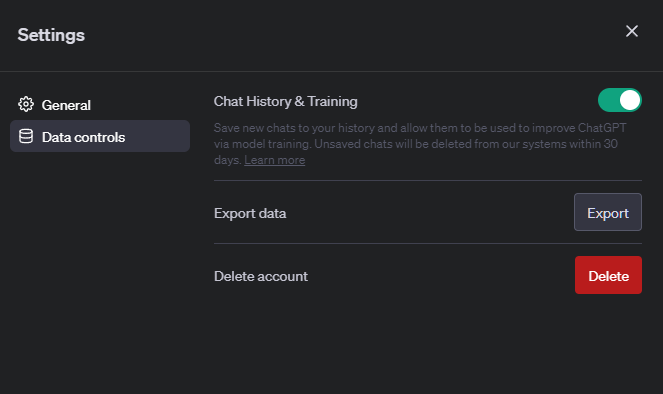 Settings
General
Data controls
Chat History & Training
Save new chats to your history and allow them to be used to improve ChatGPT
via model training. Unsaved chats will be deleted from our systems within 30
days. Learn more
Export data
Export
Delete account
Delete